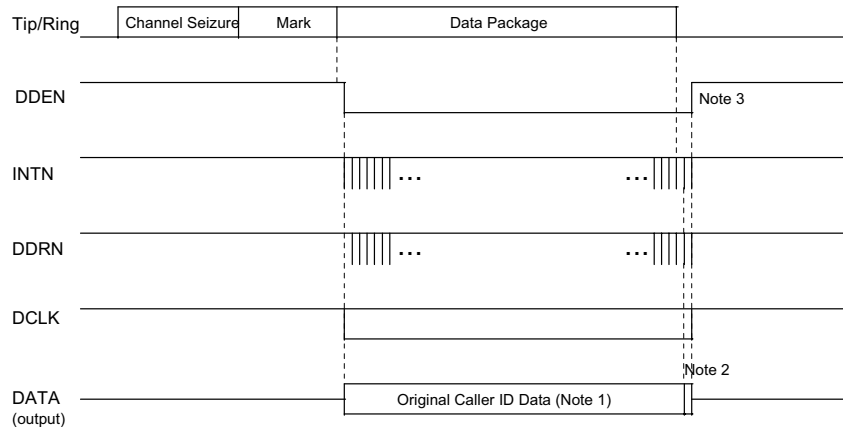 Tip/Ring Channel Seizure Mark Data Package
DDEN Note 3
INTN ... ...
DDRN ... ...
DCLK
Note 2
DATA Original Caller ID Data (Note 1)
(output)